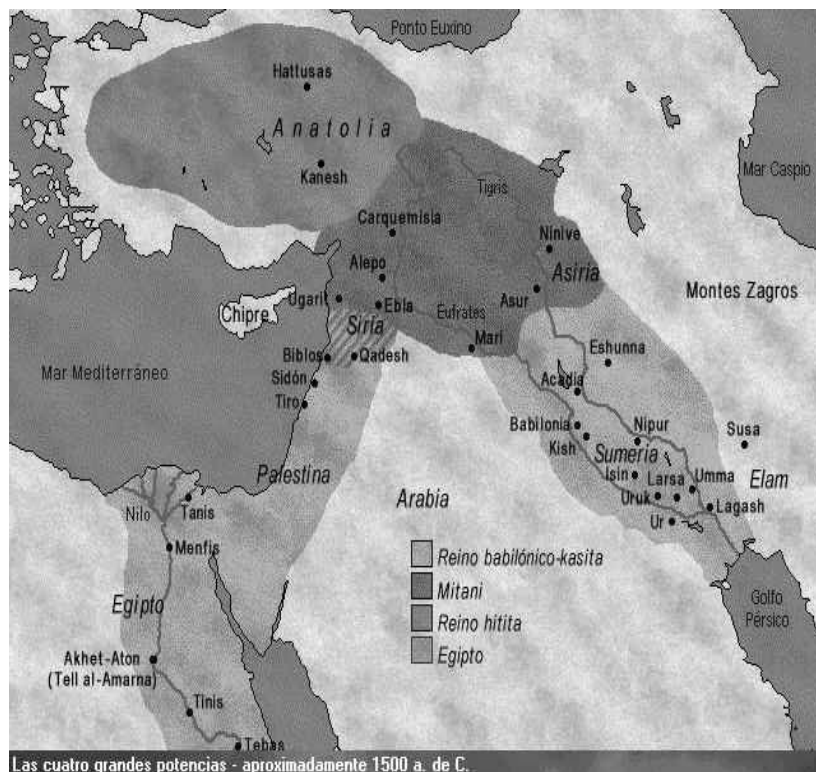 Ponto Euxino
Hattusas
Anatolia
Kanesh
Mar Caspio
Tigris
Carquemisia
Nínive
Alepo
Asiria
Ugarit
Ebla
Asur
Montes Zagros
Chipre
Siria
Eufrates
Mari
Eshunna
Biblos
Qadesh
Mar Mediterráneo
Sidón
Acadia
Tiro
Babilonia
Nipur
Susa
Kish
Sumeria
Palestina
Isin
Larsa
Umma
Elam
Arabia
Uruk
Lagash
Nilo
Tanis
Ur
Menfis
Reino babilónico-kasita
Mitani
Golfo
Pérsico
Egipto
Reino hitita
Egipto
Akhet-Aton
(Tell al-Amarna)
Tinis
Tebas
Las cuatro grandes potencias - aproximadamente 1500 a. de C.